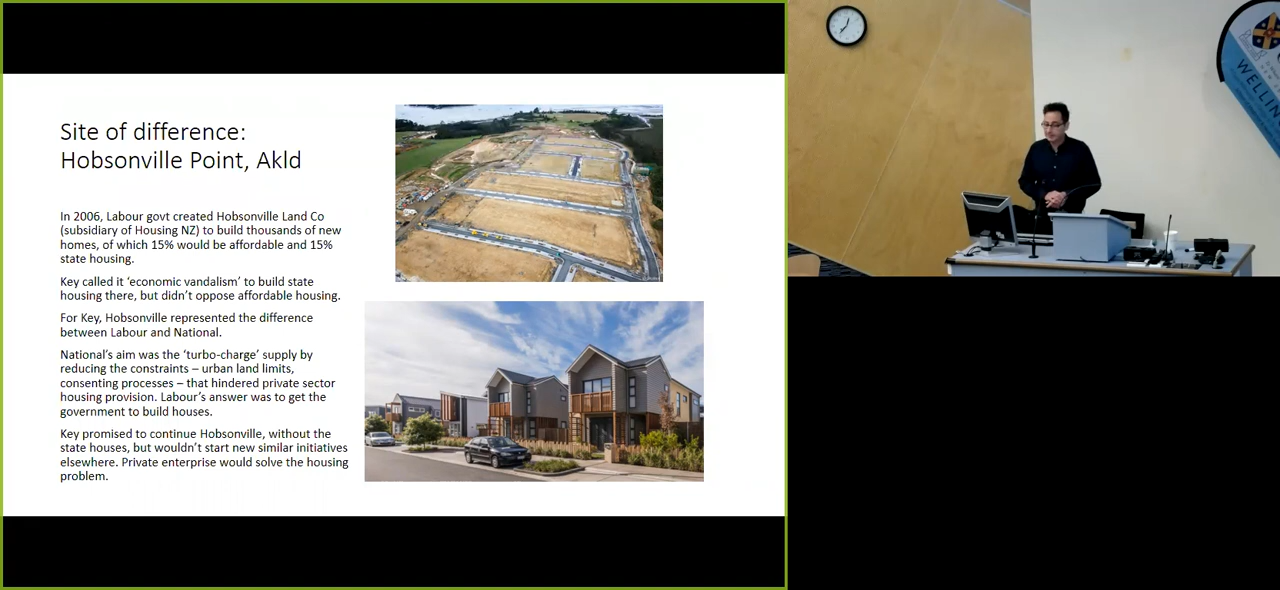 Site of difference:
Hobsonville Point, Akld
In 2006, Labour govt created Hobsonville Land Co
(subsidiary of Housing NZ) to build thousands of new
homes, of which 15% would be affordable and 15%
state housing.
Key called it ‘economic vandalism’ to build state
housing there, but didn’t oppose affordable housing.
For Key, Hobsonville represented the difference
between Labour and National.
National’s aim was the ‘turbo-charge’ supply by
reducing the constraints – urban land limits,
consenting processes – that hindered private sector
housing provision. Labour’s answer was to get the
government to build houses.
Key promised to continue Hobsonville, without the
state houses, but wouldn’t start new similar initiatives
elsewhere. Private enterprise would solve the housing
problem.
WELLIN